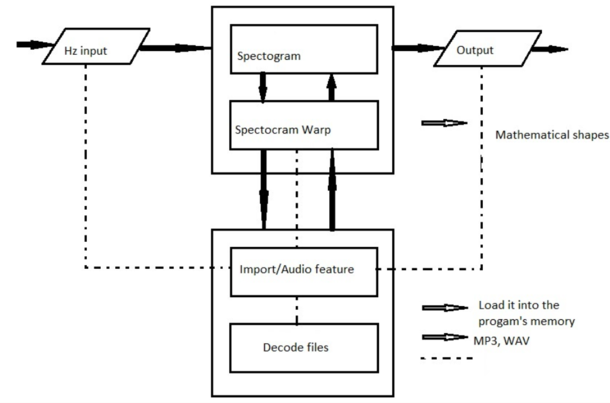 Hz input
Spectogram
Output
Spectocram Warp
Mathematical shapes
Import/Audio feature
Load it into the
progam's memory
MP3, WAV
Decode files